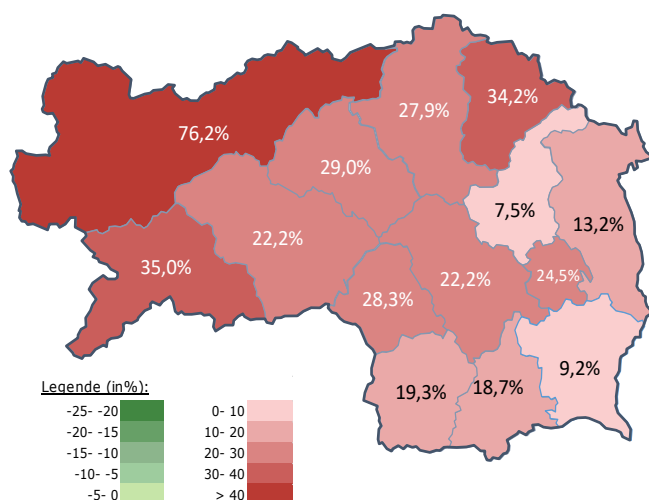 27,9%
34,2%
76,2%
29,0%
7,5%
13,2%
22,2%
35,0%
22,2%
24,5%
28,3%
9,2%
19,3%
18,7%
Legende (in%):
-25- -20 0- 10
-20- -15 10- 20
-15- -10 20- 30
-10- -5 30- 40
-5- 0 > 40